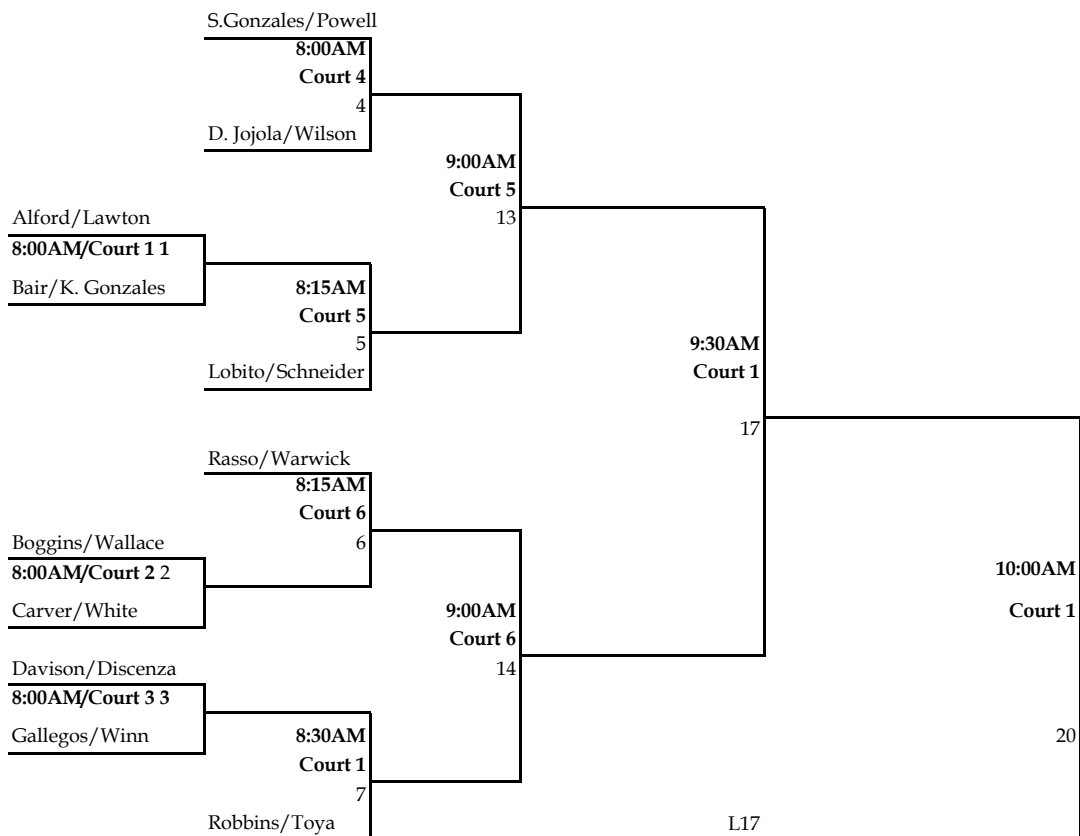 S.Gonzales/Powell
8:00AM
Court 4
4
D. Jojola/Wilson
9:00AM
Court 5
13
Alford/Lawton
8:00AM/Court 1 1
Bair/K. Gonzales
8:15AM
Court 5
5
Lobito/Schneider
9:30AM
Court 1
17
Rasso/Warwick
8:15AM
Court 6
6
Boggins/Wallace
8:00AM/Court 2 2
Carver/White
10:00AM
Court 1
9:00AM
Court 6
14
Davison/Discenza
8:00AM/Court 3 3
Gallegos/Winn
8:30AM
Court 1
7
20
Robbins/Toya
L17